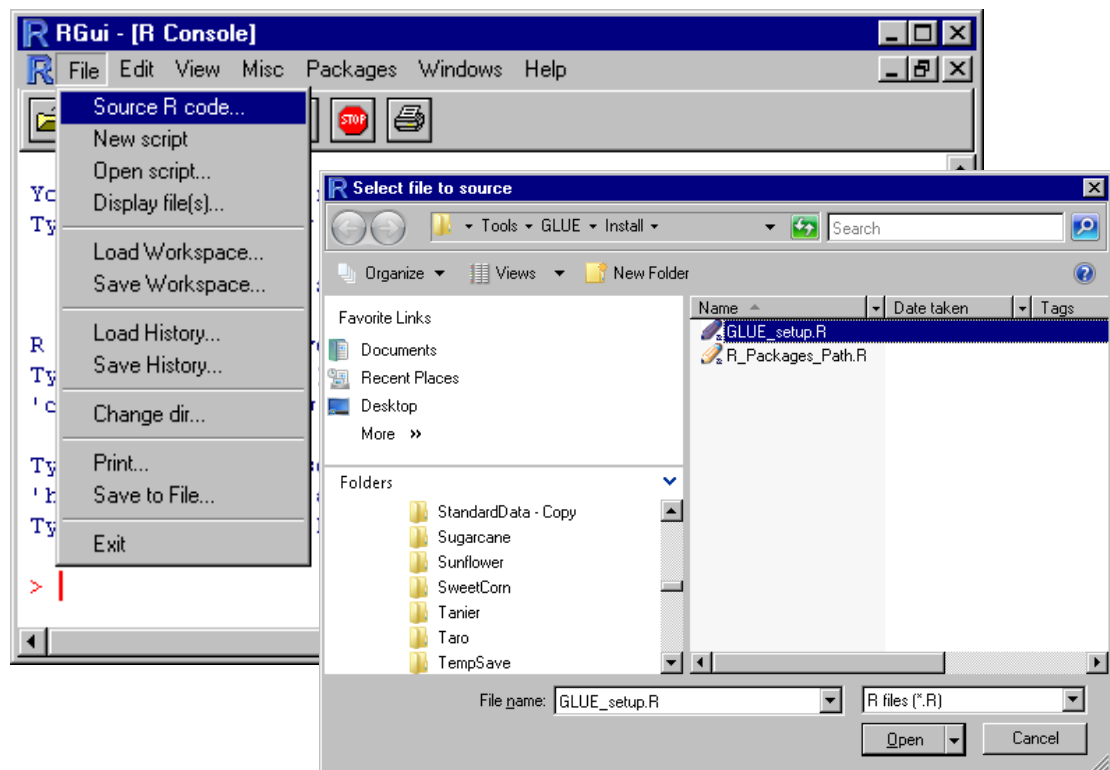 RGui - [R Console]
File Edit View Misc Packages Windows Help
Source R code...
New script
Open script...
Display file(s)...
Load Workspace...
Save Workspace...
Load History...
Save History...
Change dir...
Print...
Save to File...
Exit
STOP
R
>
Select file to source
Tools GLUE Install
Search
Organize Views New Folder
Favorite Links
Documents
Recent Places
Desktop
More »
Folders
StandardData - Copy
Sugarcane
Sunflower
SweetCorn
Tanier
Taro
TempSave
Name Date taken Tags
GLUE_setup.R
R_Packages_Path.R
File name: GLUE_setup.R
R files (*.R)
Open Cancel